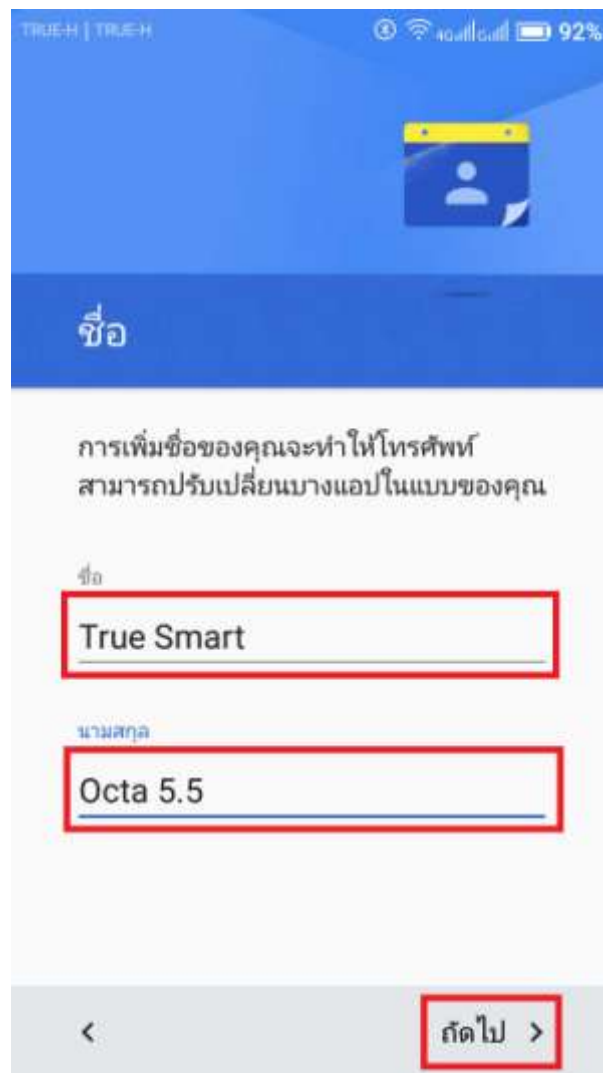 TRUE-H | TRUE-H 4G G 92%
ชื่อ
การเพิ่มชื่อของคุณจะทำให้โทรศัพท์
สามารถปรับเปลี่ยนบางแอปในแบบของคุณ
ชื่อ
True Smart
นามสกุล
Octa 5.5
ถัดไป